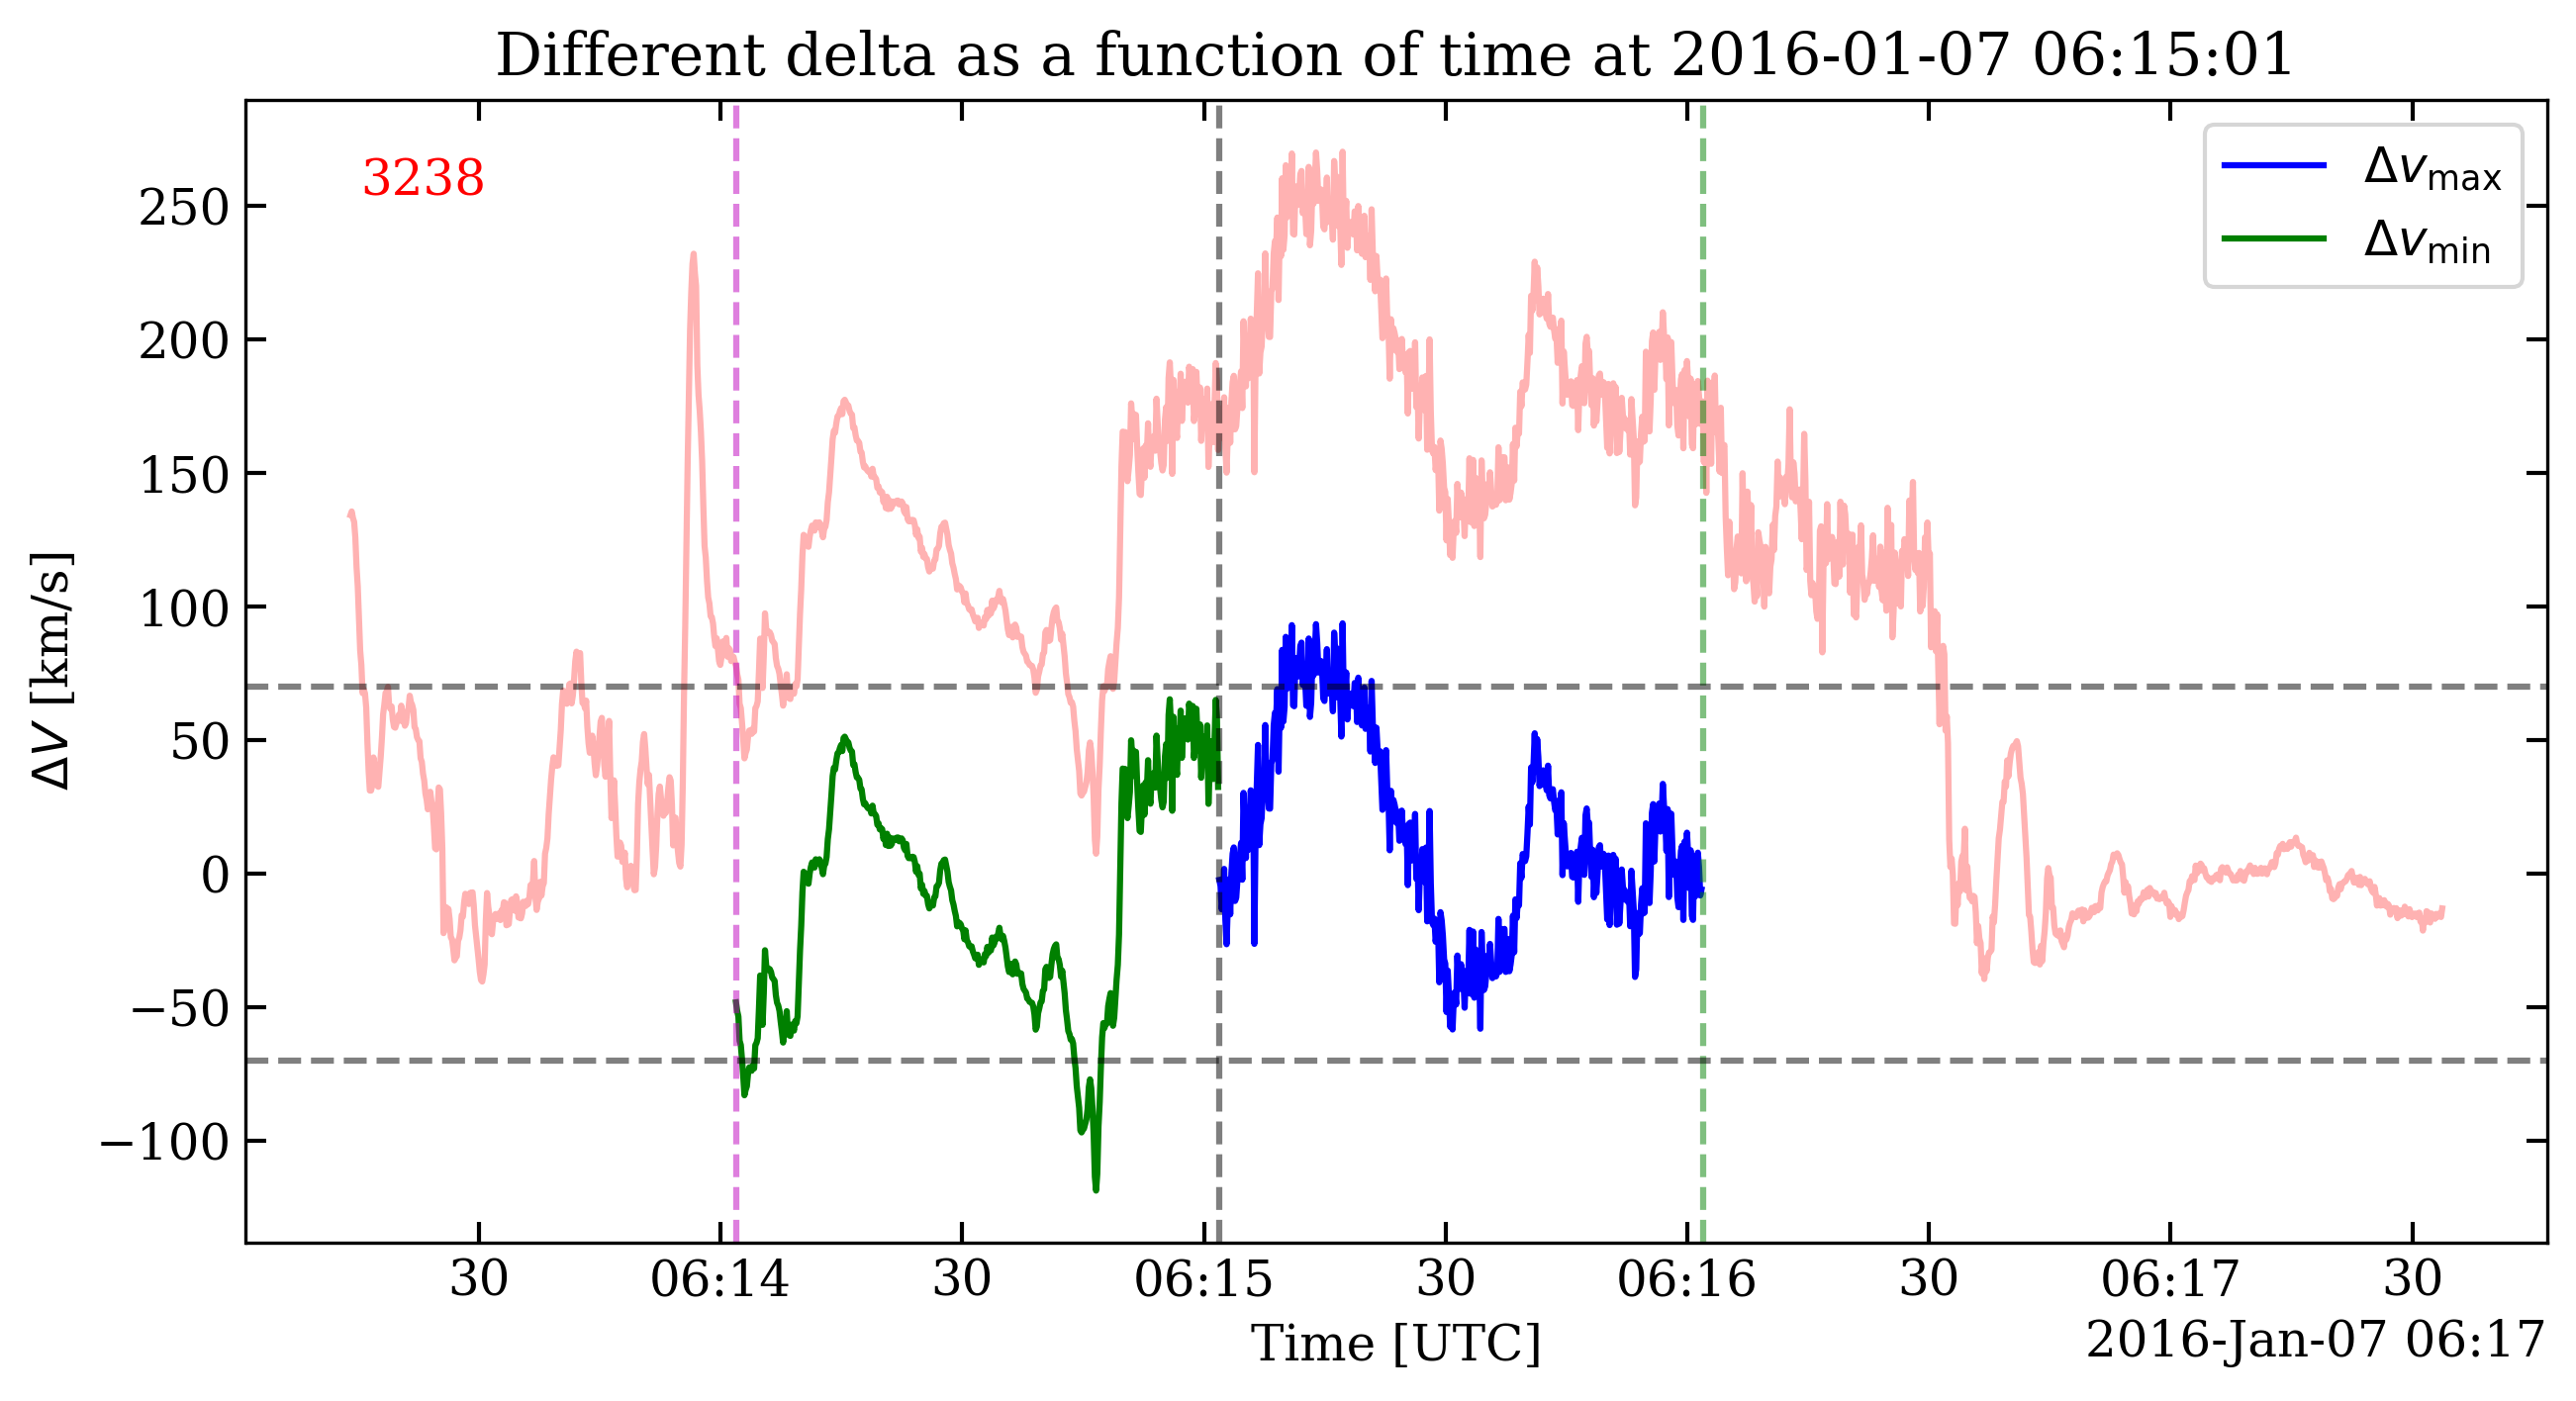 Different delta as a function of time at 2016-01-07 06:15:01
3238
Δv_max
Δv_min
250
200
150
100
50
0
−50
−100
ΔV [km/s]
30 06:14 30 06:15 30 06:16 30 06:17 30
Time [UTC]
2016-Jan-07 06:17